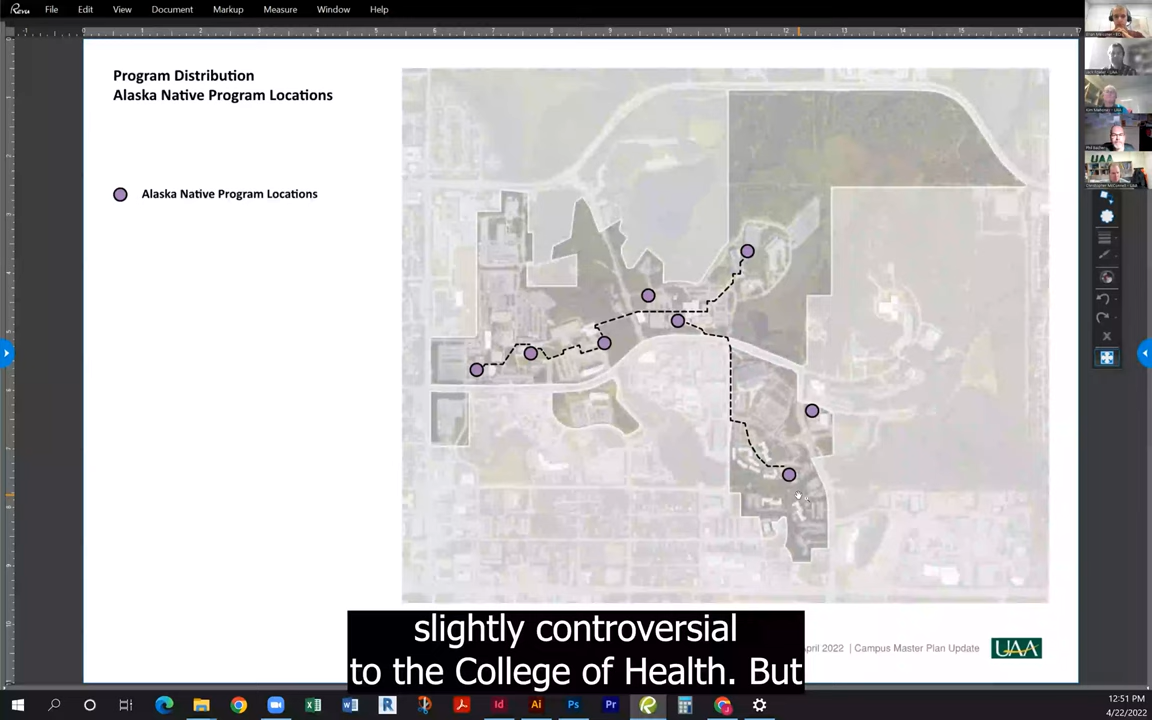 Revu File Edit View Document Markup Measure Window Help
Program Distribution
Alaska Native Program Locations
Alaska Native Program Locations
slightly controversial
to the College of Health. But
April 2022 | Campus Master Plan Update UAA
12:51 PM
4/22/2022